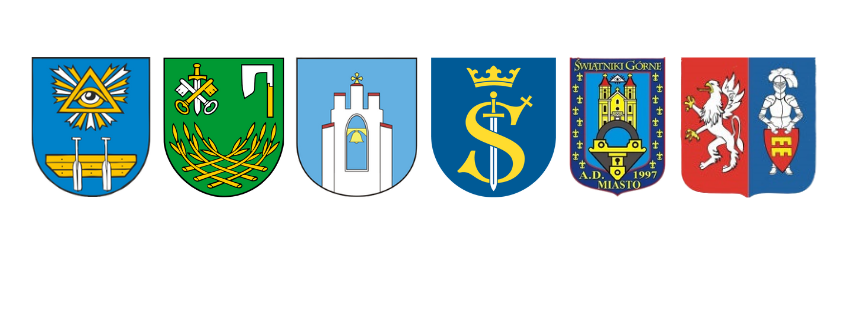 S
ŚWIĄTNIKI GÓRNE
A.D. 1997
MIASTO